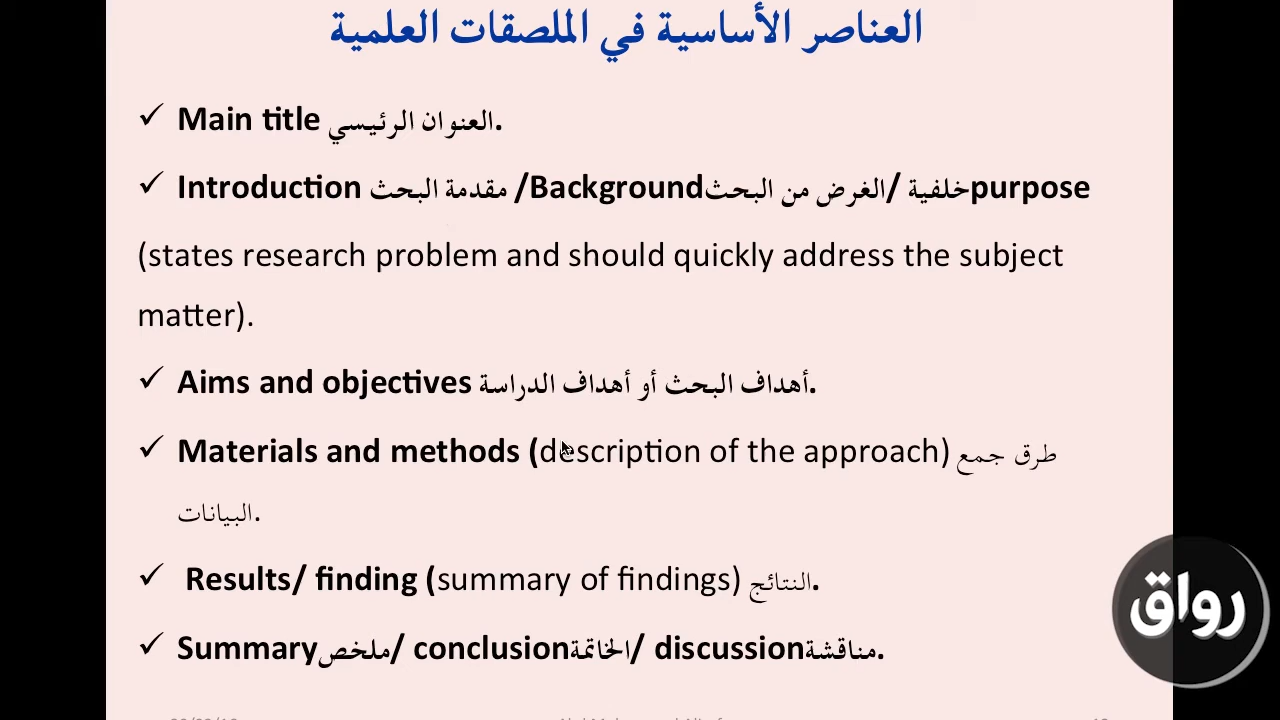 العناصر الأساسية في الملصقات العلمية
✓ Main title العنوان الرئيسي.
✓ Introduction مقدمة البحث /Backgroundخلفية /الغرض من البحثpurpose
(states research problem and should quickly address the subject
matter).
✓ Aims and objectives أهداف البحث أو أهداف الدراسة.
✓ Materials and methods (description of the approach) طرق جمع
البيانات.
✓ Results/ finding (summary of findings) النتائج.
✓ Summaryملخص/ conclusionالخاتمة/ discussionمناقشة.
رواق